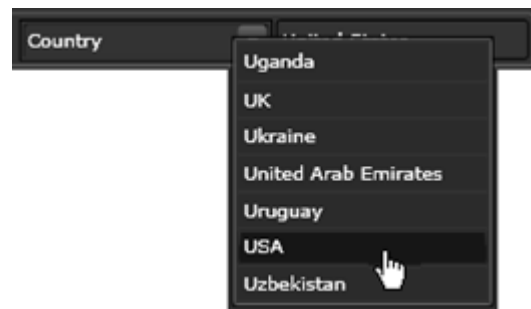 Country
Uganda
UK
Ukraine
United Arab Emirates
Uruguay
USA
Uzbekistan